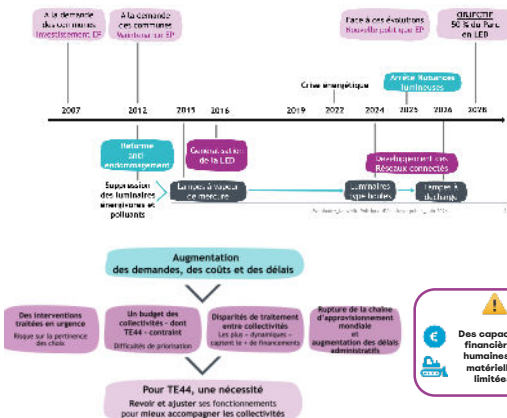 A la demande
des communes
Investissement EP
A la demande
des communes
Maintenance EP
Face à ces évolutions
Nouvelle politique EP
OBJECTIF
50 % du Parc
en LED
Crise énergétique
Arrêté Nuisances
lumineuses
2007
2012
2015
2016
2019
2022
2024
2025
2026
2028
Réforme
anti
endommagement
Généralisation
de la LED
Développement des
Réseaux connectés
Suppression
des luminaires
énergivores et
polluants
Lampes à vapeur
de mercure
Luminaires
type boules
Lampes à
décharge
Augmentation
des demandes, des coûts et des délais
Des interventions
traitées en urgence
Risque sur la pertinence
des choix
Un budget des
collectivités - dont
TE44 - contraint
Difficultés de priorisation
Disparités de traitement
entre collectivités
Les plus « dynamiques »
captent le + de financements
Rupture de la chaîne
d'approvisionnement
mondiale
et
augmentation des délais
administratifs
Des capac
financièr
humaines
matériell
limitée
Pour TE44, une nécessité
Revoir et ajuster ses fonctionnements
pour mieux accompagner les collectivités